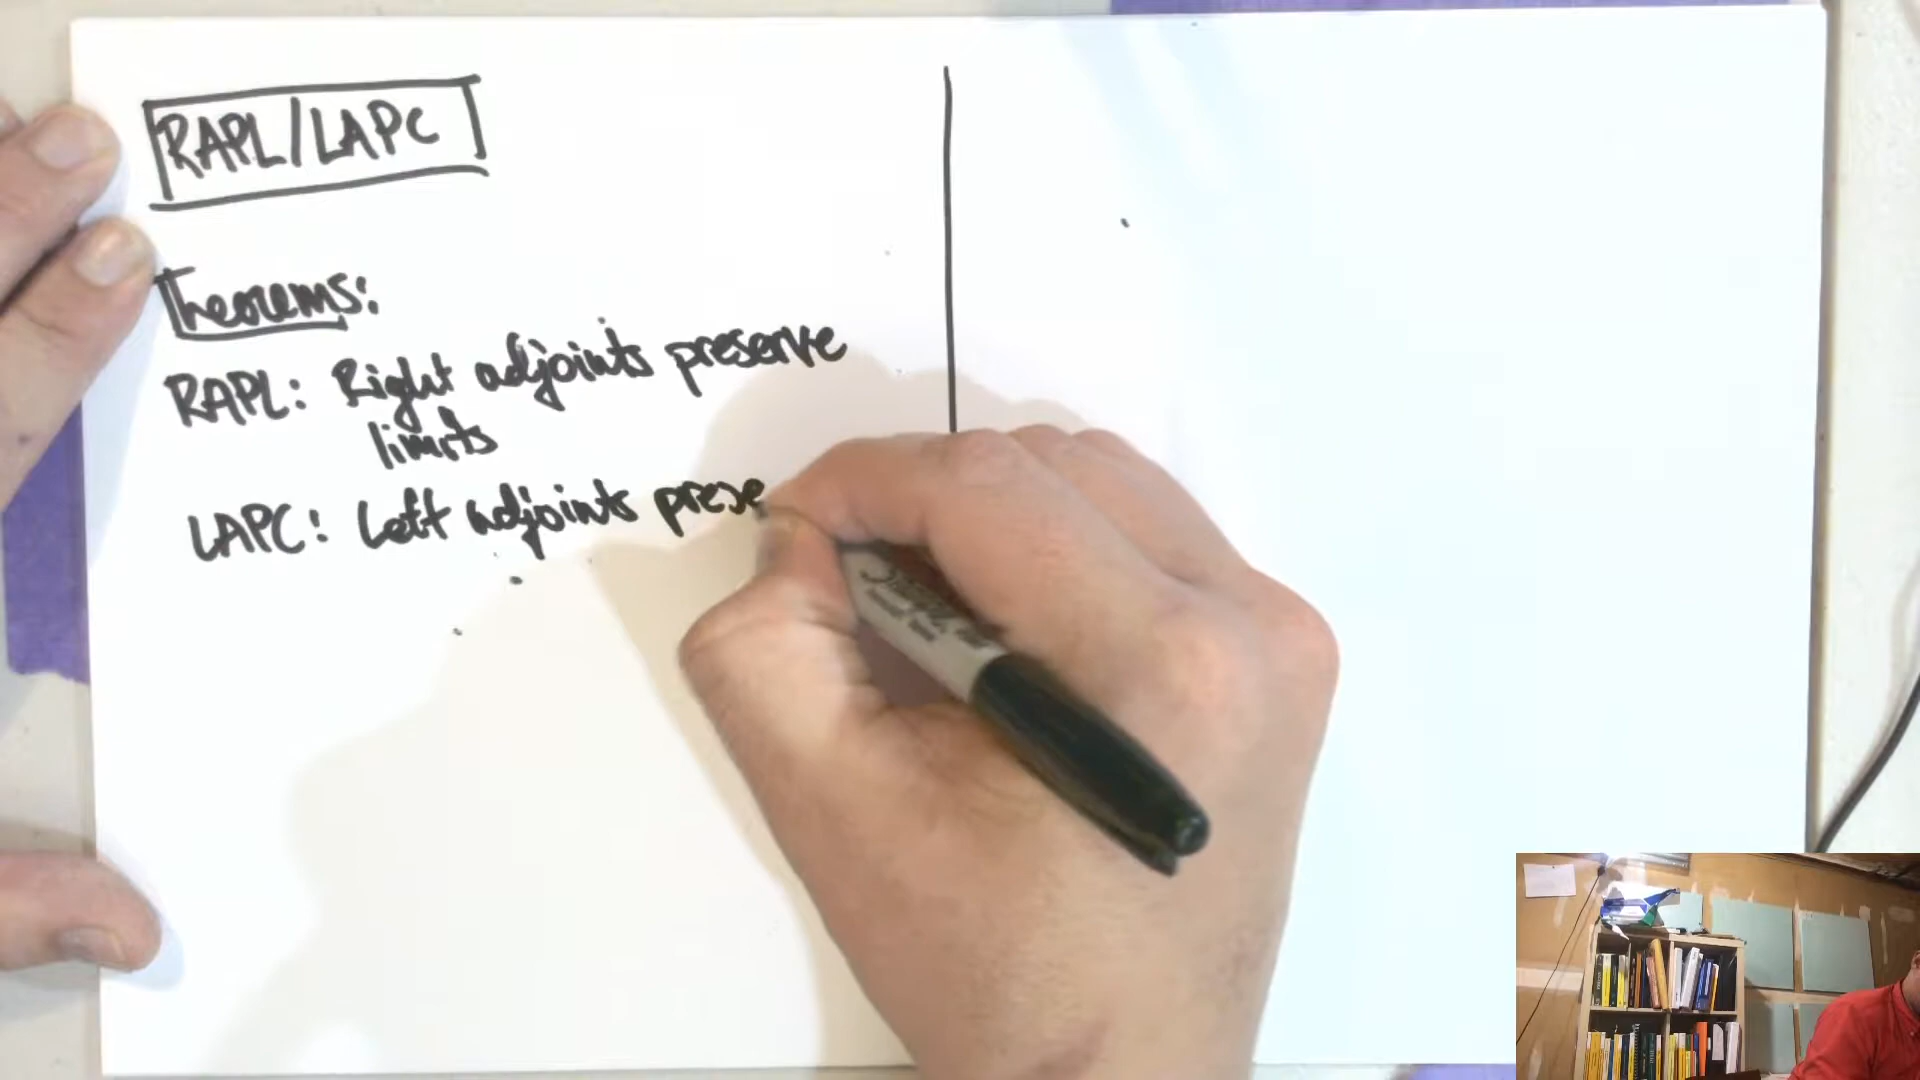 RAPL/LAPC
Theorems:
RAPL: Right adjoints preserve
limits
LAPC: Left adjoints prese